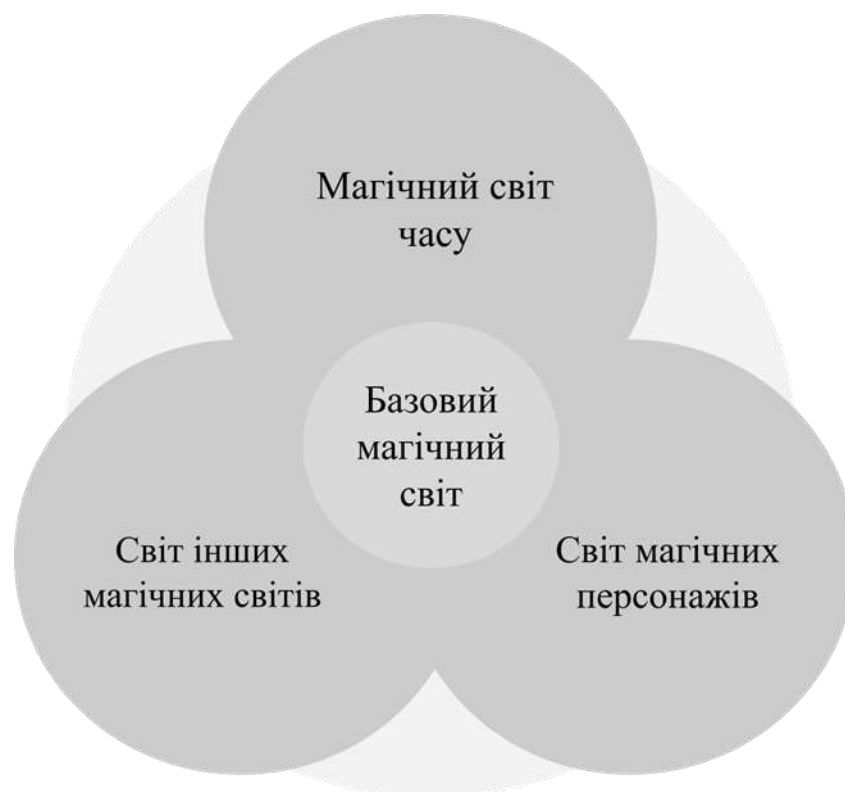 Магічний світ
часу
Базовий
магічний
світ
Світ інших
магічних світів
Світ магічних
персонажів